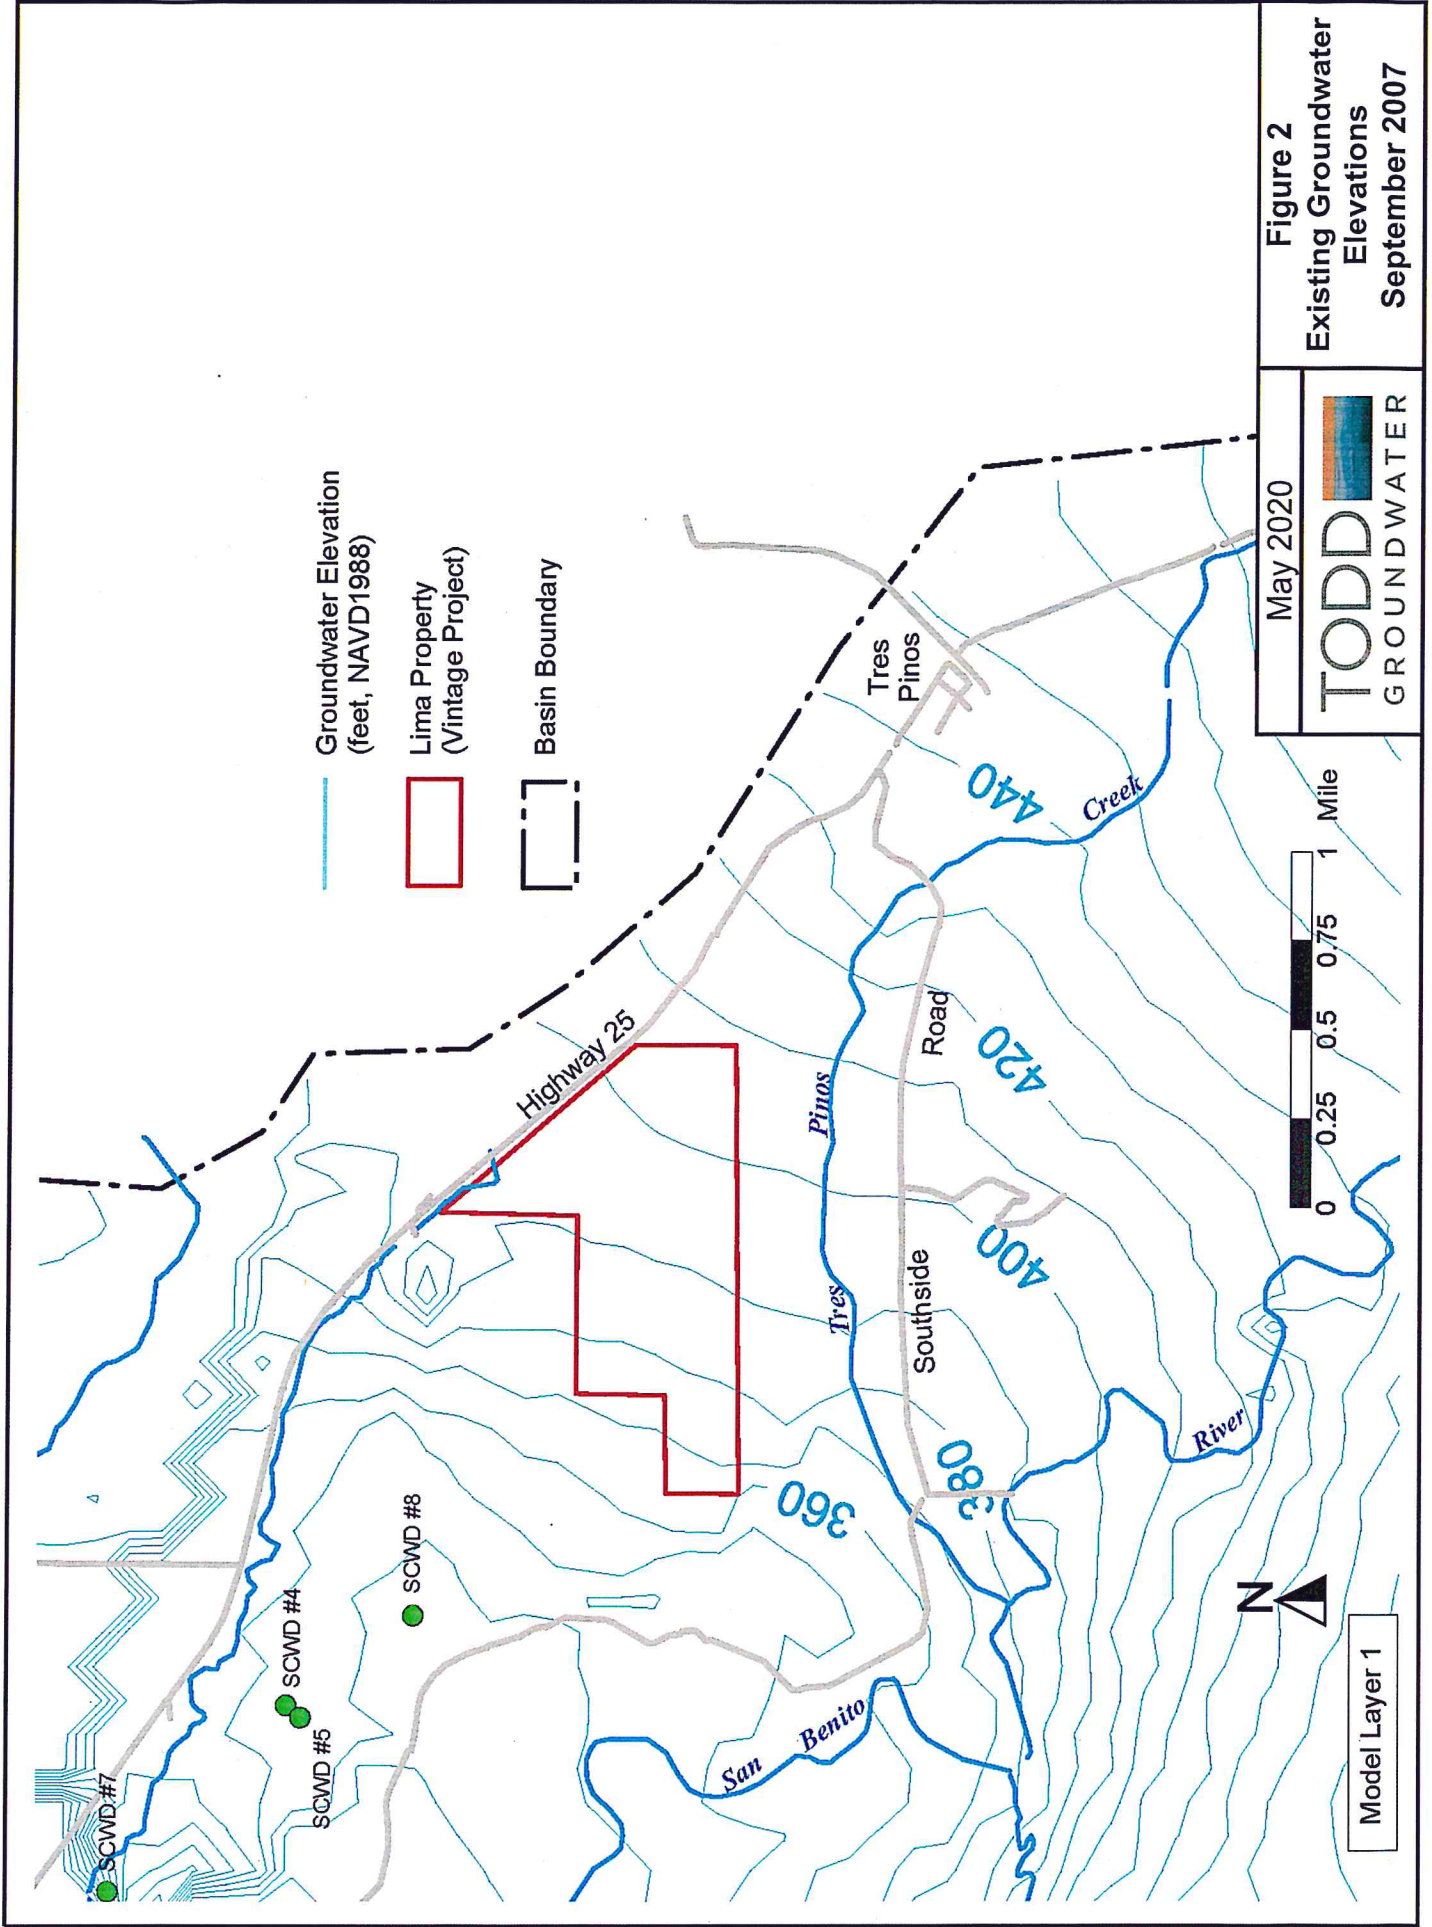 Groundwater Elevation
(feet, NAVD1988)
Lima Property
(Vintage Project)
Basin Boundary
SCWD #7
SCWD #4
SCWD #5
SCWD #8
Highway 25
Tres
Pinos
Tres
Pinos
Creek
Southside
Road
San
Benito
River
360
380
400
420
440
N
0
0.25
0.5
0.75
1
Mile
Model Layer 1
May 2020
TODD
GROUNDWATER
Figure 2
Existing Groundwater
Elevations
September 2007